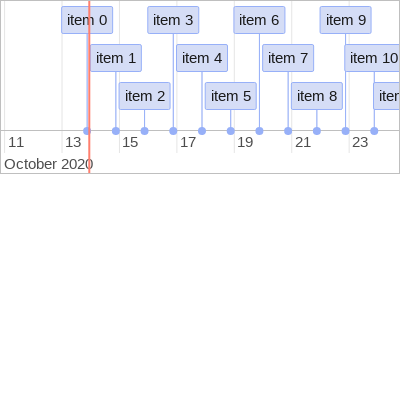 item 0 item 3 item 6 item 9
item 1 item 4 item 7 item 10
item 2 item 5 item 8
11 13 15 17 19 21 23
October 2020